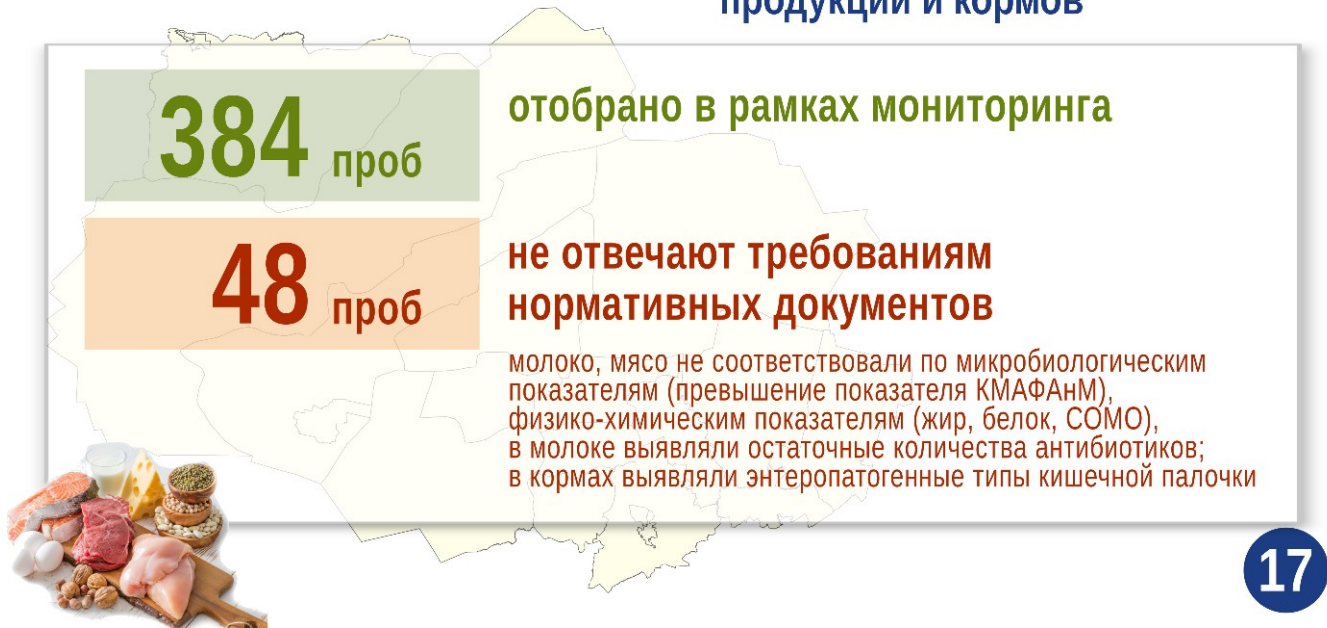 продукции и кормов
384 проб
отобрано в рамках мониторинга
48 проб
не отвечают требованиям
нормативных документов
молоко, мясо не соответствовали по микробиологическим
показателям (превышение показателя КМАФАнМ),
физико-химическим показателям (жир, белок, СОМО),
в молоке выявляли остаточные количества антибиотиков;
в кормах выявляли энтеропатогенные типы кишечной палочки
17